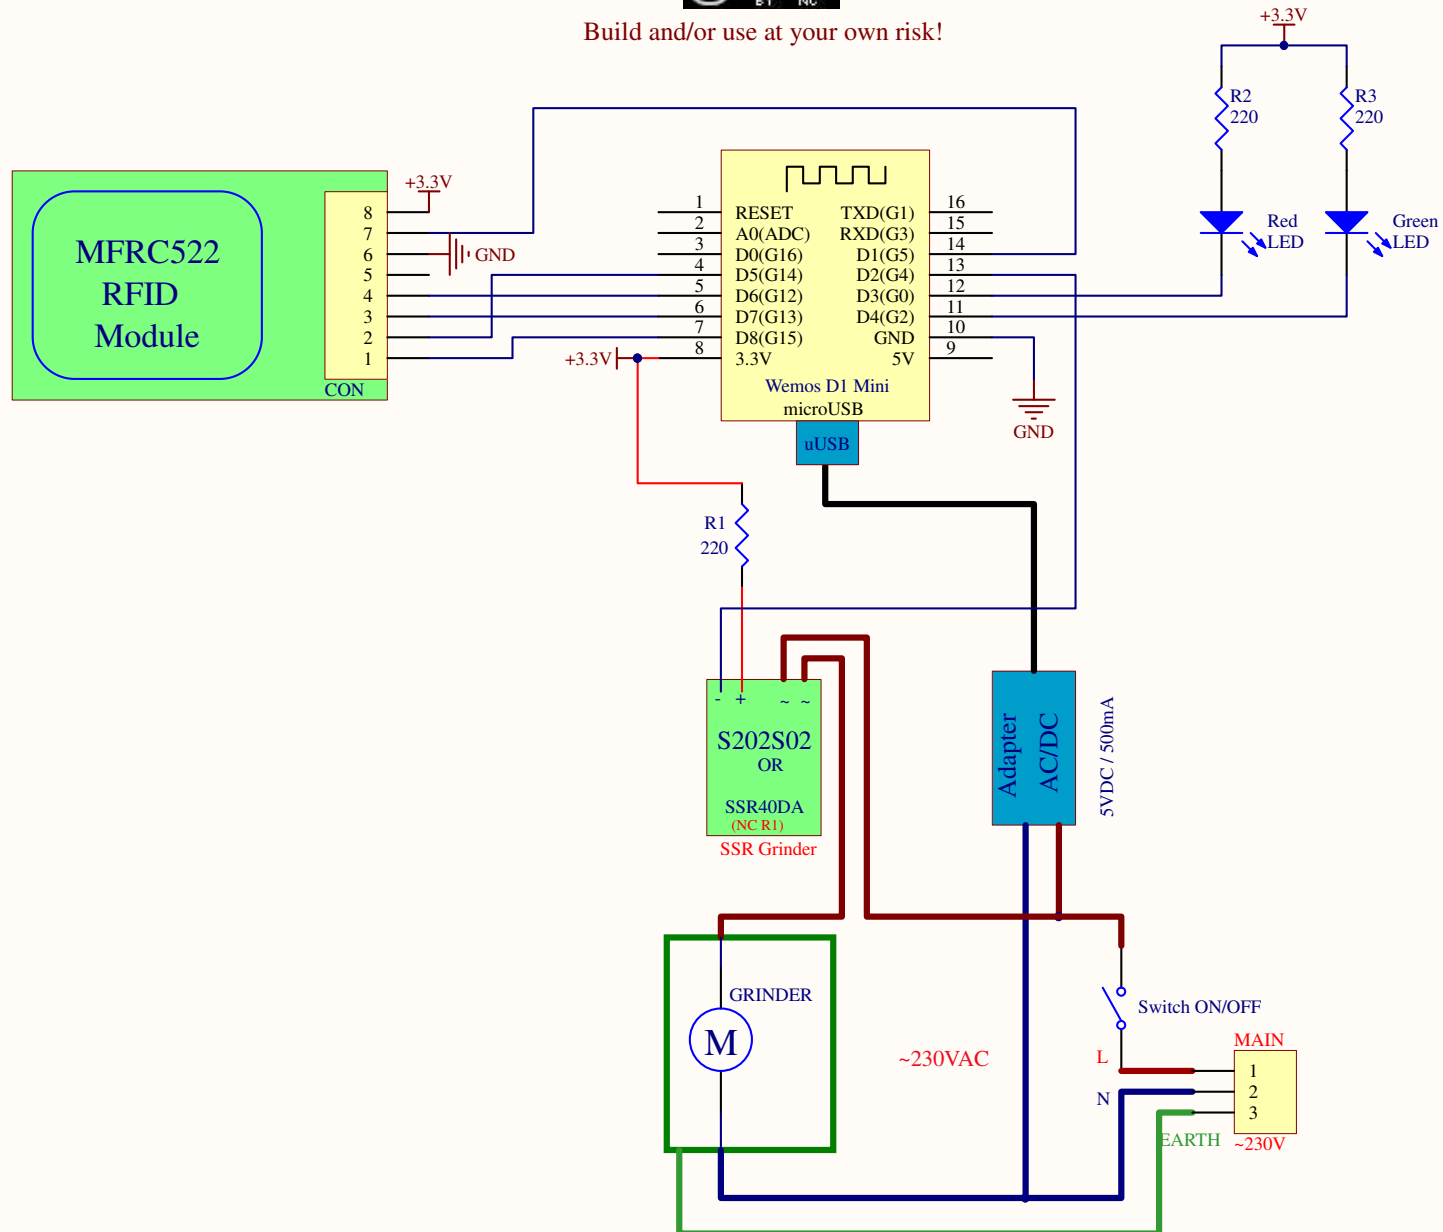 BY NC
Build and/or use at your own risk!
+3.3V
R2
220
R3
220
Red
LED
Green
LED
MFRC522
RFID
Module
CON
8
7
6
5
4
3
2
1
+3.3V
GND
1
2
3
4
5
6
7
8
RESET
A0(ADC)
D0(G16)
D5(G14)
D6(G12)
D7(G13)
D8(G15)
3.3V
TXD(G1)
RXD(G3)
D1(G5)
D2(G4)
D3(G0)
D4(G2)
GND
5V
16
15
14
13
12
11
10
9
Wemos D1 Mini
microUSB
uUSB
+3.3V
GND
R1
220
- + ~ ~
S202S02
OR
SSR40DA
(NC R1)
SSR Grinder
Adapter
AC/DC
5VDC / 500mA
GRINDER
M
~230VAC
Switch ON/OFF
L
N
EARTH
MAIN
1
2
3
~230V